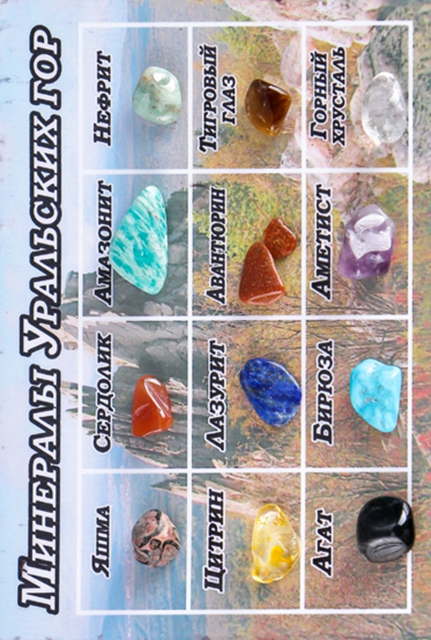 Минералы Уральских гор
Яшма
Сердолик
Амазонит
Нефрит
Цитрин
Лазурит
Авантюрин
Тигровый
глаз
Агат
Бирюза
Аметист
Горный
хрусталь